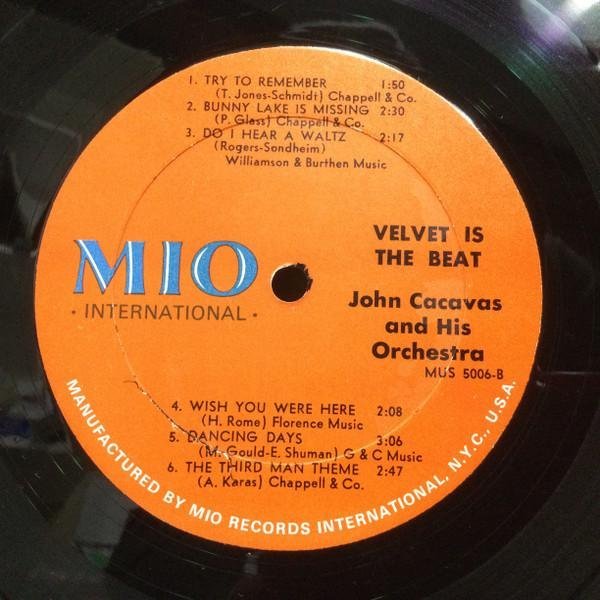 1. TRY TO REMEMBER 1:50
(T. Jones-Schmidt) Chappell & Co.
2. BUNNY LAKE IS MISSING 2:30
(P. Glass) Chappell & Co.
3. DO I HEAR A WALTZ 2:17
(Rogers-Sondheim)
Williamson & Burthen Music
MIO
· INTERNATIONAL ·
VELVET IS
THE BEAT
John Cacavas
and His
Orchestra
MUS 5006-B
4. WISH YOU WERE HERE 2:08
(H. Rome) Florence Music
5. DANCING DAYS 3:06
(M. Gould-E. Shuman) G & C Music
6. THE THIRD MAN THEME 2:47
(A. Karas) Chappell & Co.
MANUFACTURED BY MIO RECORDS INTERNATIONAL, N.Y.C., U.S.A.